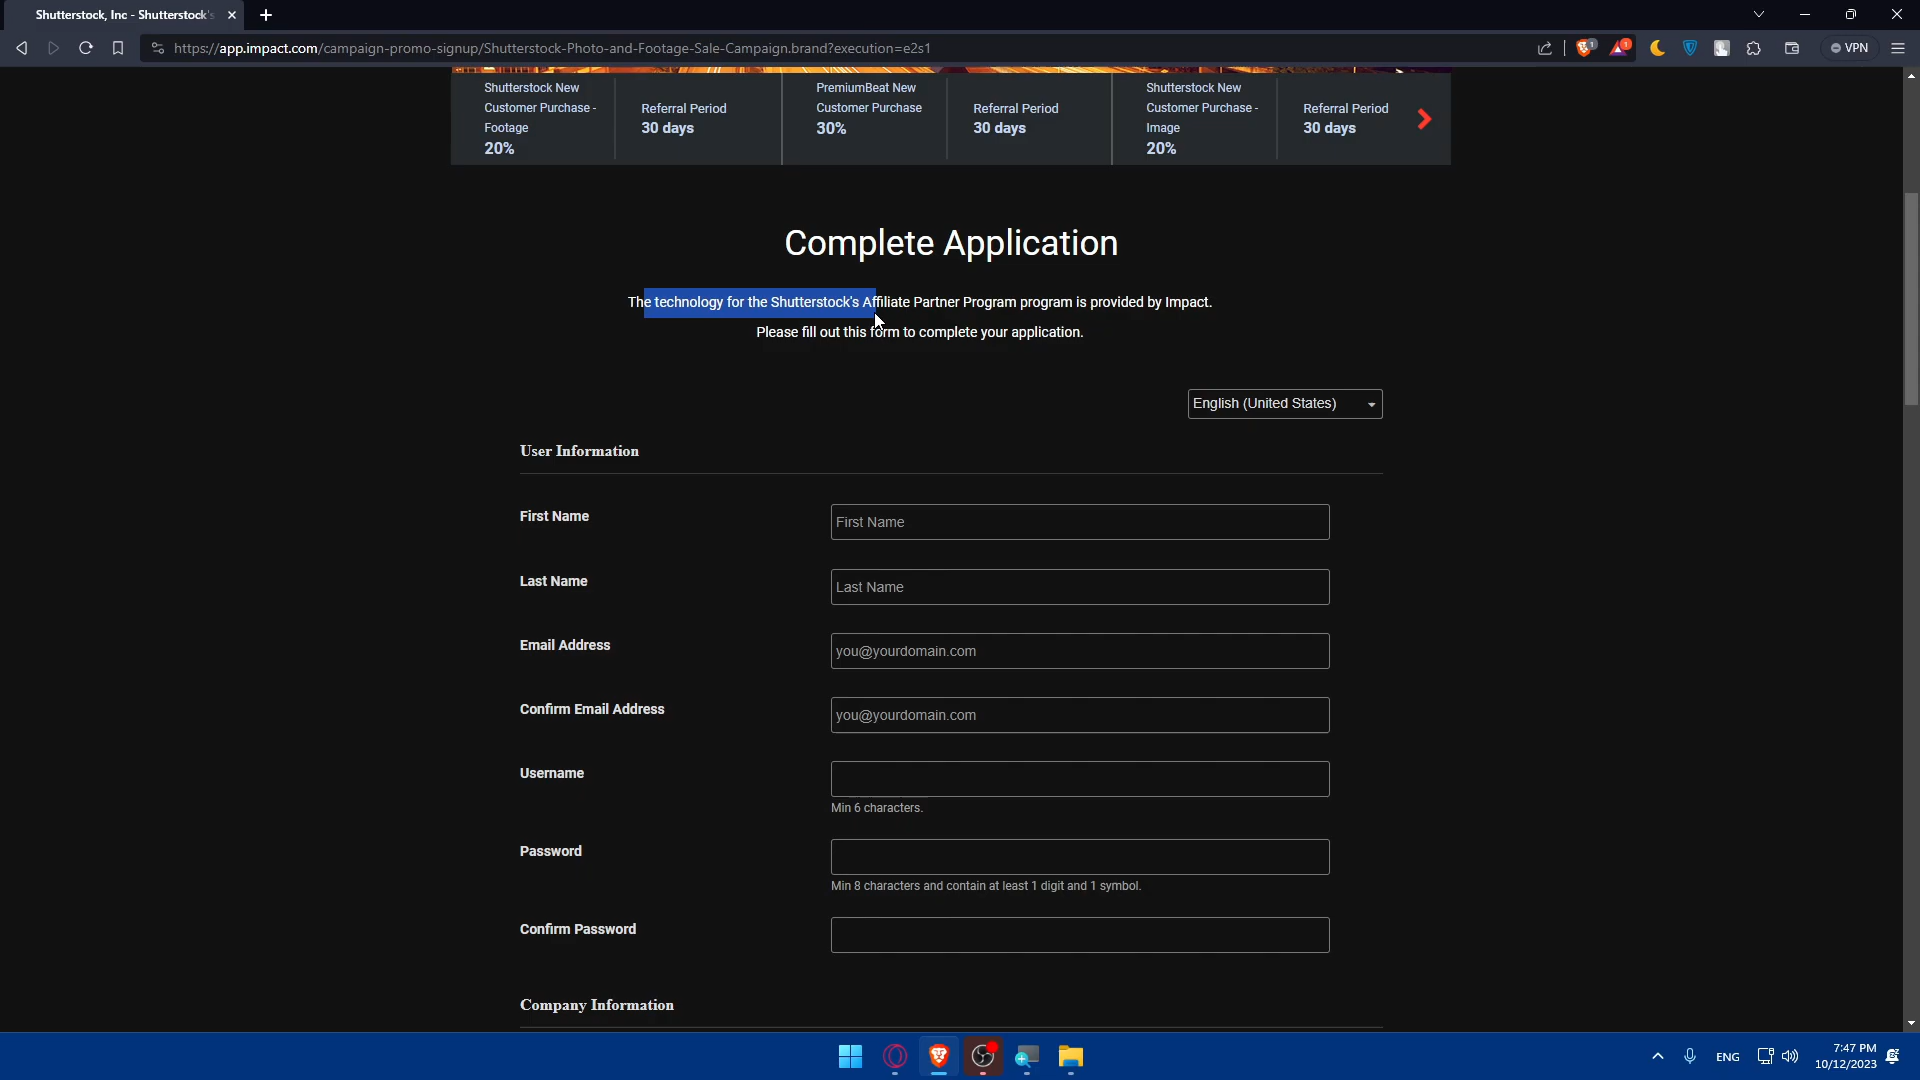 Shutterstock, Inc - Shutterstock's
https://app.impact.com/campaign-promo-signup/Shutterstock-Photo-and-Footage-Sale-Campaign.brand?execution=e2s1
1
1
VPN
Shutterstock New
Customer Purchase -
Footage
20%
Referral Period
30 days
PremiumBeat New
Customer Purchase
30%
Referral Period
30 days
Shutterstock New
Customer Purchase -
Image
20%
Referral Period
30 days
Complete Application
The technology for the Shutterstock's Affiliate Partner Program program is provided by Impact.
Please fill out this form to complete your application.
English (United States)
User Information
First Name
First Name
Last Name
Last Name
Email Address
you@yourdomain.com
Confirm Email Address
you@yourdomain.com
Username
Min 6 characters.
Password
Min 8 characters and contain at least 1 digit and 1 symbol.
Confirm Password
Company Information
ENG
7:47 PM
10/12/2023